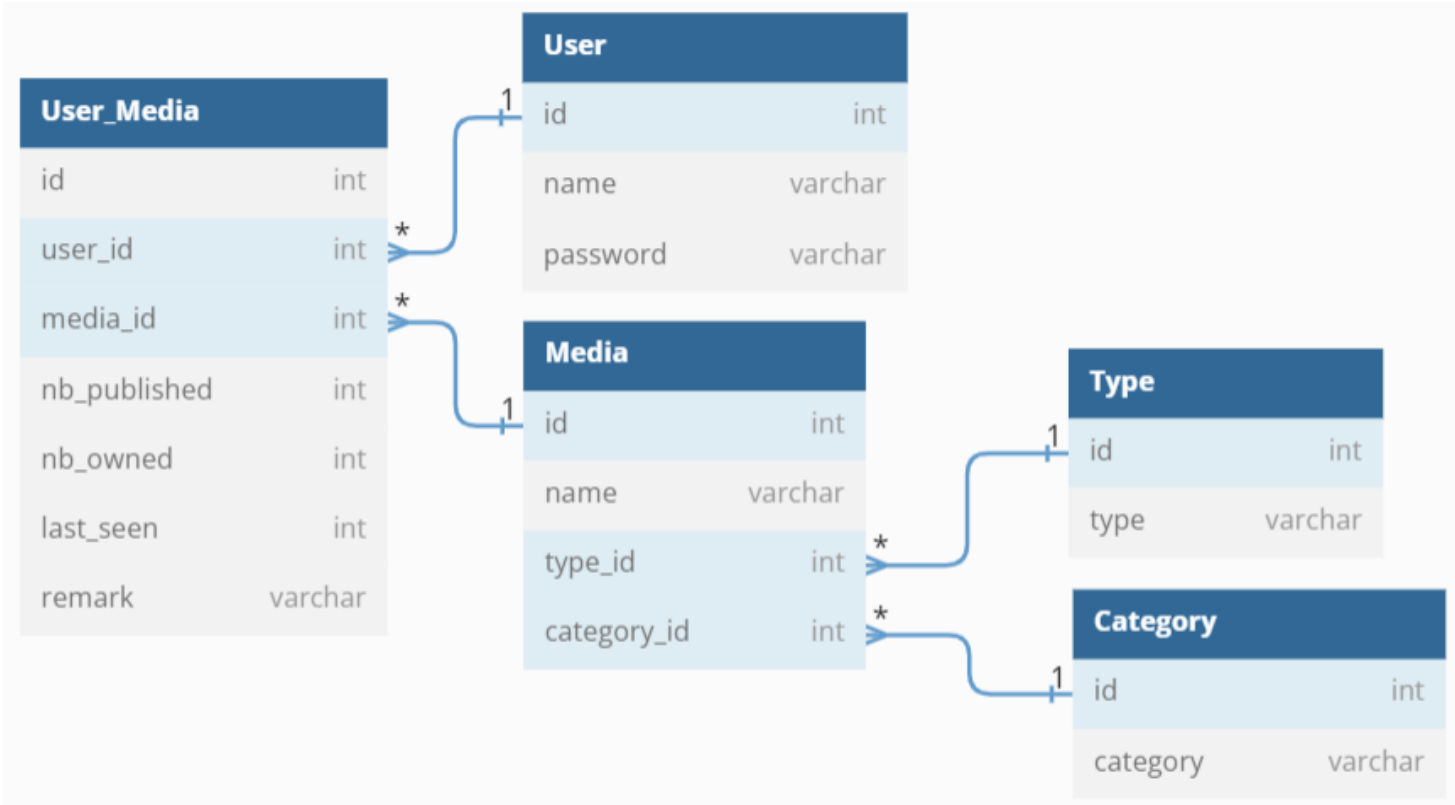 User_Media
id int
user_id int
*
media_id int
*
nb_published int
nb_owned int
last_seen int
remark varchar
User
1
id int
name varchar
password varchar
Media
1
id int
name varchar
type_id int
*
category_id int
*
Type
1
id int
type varchar
Category
1
id int
category varchar